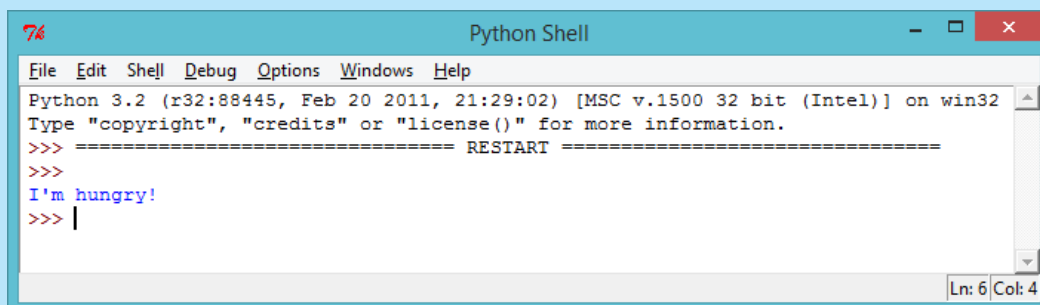 Python Shell
File Edit Shell Debug Options Windows Help
Python 3.2 (r32:88445, Feb 20 2011, 21:29:02) [MSC v.1500 32 bit (Intel)] on win32
Type "copyright", "credits" or "license()" for more information.
>>> ================================ RESTART ================================
>>>
I'm hungry!
>>>
Ln: 6 Col: 4